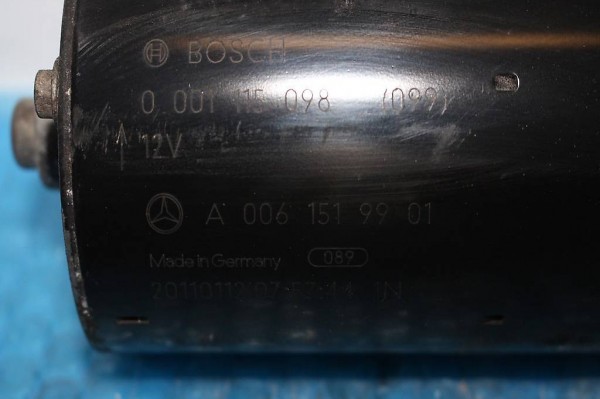 BOSCH
0 001 115 098 (099)
12V
A 006 151 99 01
Made in Germany 089